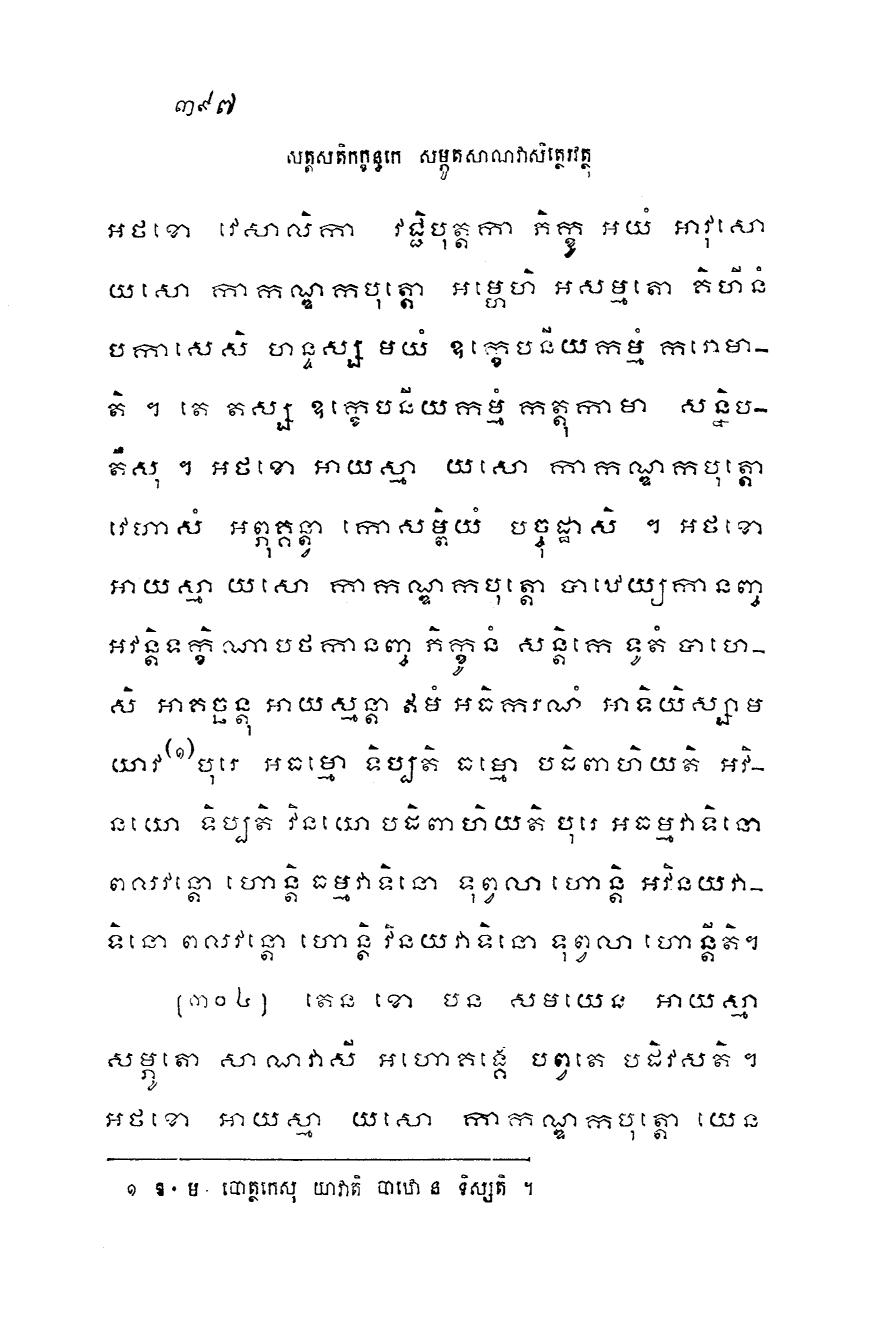 ៣៩៧
សត្តសតិកក្ខន្ធកេ សម្ភូតសាណវាសិត្ថេរវត្ថុ
អថខោ វេសាលិកា វជ្ជិបុត្តកា ភិក្ខូ អយំ អាវុសោ
យសោ កាកណ្ឌកបុត្តោ អម្ហេហិ អសម្មតោ គិហីនំ
បកាសេសិ ហន្ទស្ស មយំ ឧក្ខេបនីយកម្មំ ករោមា-
តិ ។ តេ តស្ស ឧក្ខេបនីយកម្មំ កត្តុកាមា សន្និប-
តឹសុ ។ អថខោ អាយស្មា យសោ កាកណ្ឌកបុត្តោ
វេហាសំ អព្ភុគ្គន្ត្វា កោសម្ពិយំ បច្ចុដ្ឋាសិ ។ អថខោ
អាយស្មា យសោ កាកណ្ឌកបុត្តោ បាឋេយ្យកានញ្ច
អវន្តិទក្ខិណាបថកានញ្ច ភិក្ខូនំ សន្តិកេ ទូតំ បាហេ-
សិ អាគច្ឆន្តុ អាយស្មន្តា ឥមំ អធិករណំ អាទិយិស្សាម
យាវ(១)បុរេ អធម្មោ ទិប្បតិ ធម្មោ បដិពាហិយតិ អវិ-
នយោ ទិប្បតិ វិនយោ បដិពាហិយតិ បុរេ អធម្មវាទិនោ
ពលវន្តោ ហោន្តិ ធម្មវាទិនោ ទុព្វលា ហោន្តិ អវិនយវា-
ទិនោ ពលវន្តោ ហោន្តិ វិនយវាទិនោ ទុព្វលា ហោន្តីតិ។
[៣០៤] តេន ខោ បន សមយេន អាយស្មា
សម្ភូតោ សាណវាសី អហោគង្គេ បព្វតេ បដិវសតិ ។
អថខោ អាយស្មា យសោ កាកណ្ឌកបុត្តោ យេន
១ ឱ. ម. បោត្ថកេសុ យាវាតិ បាឋោ ន ទិស្សតិ ។